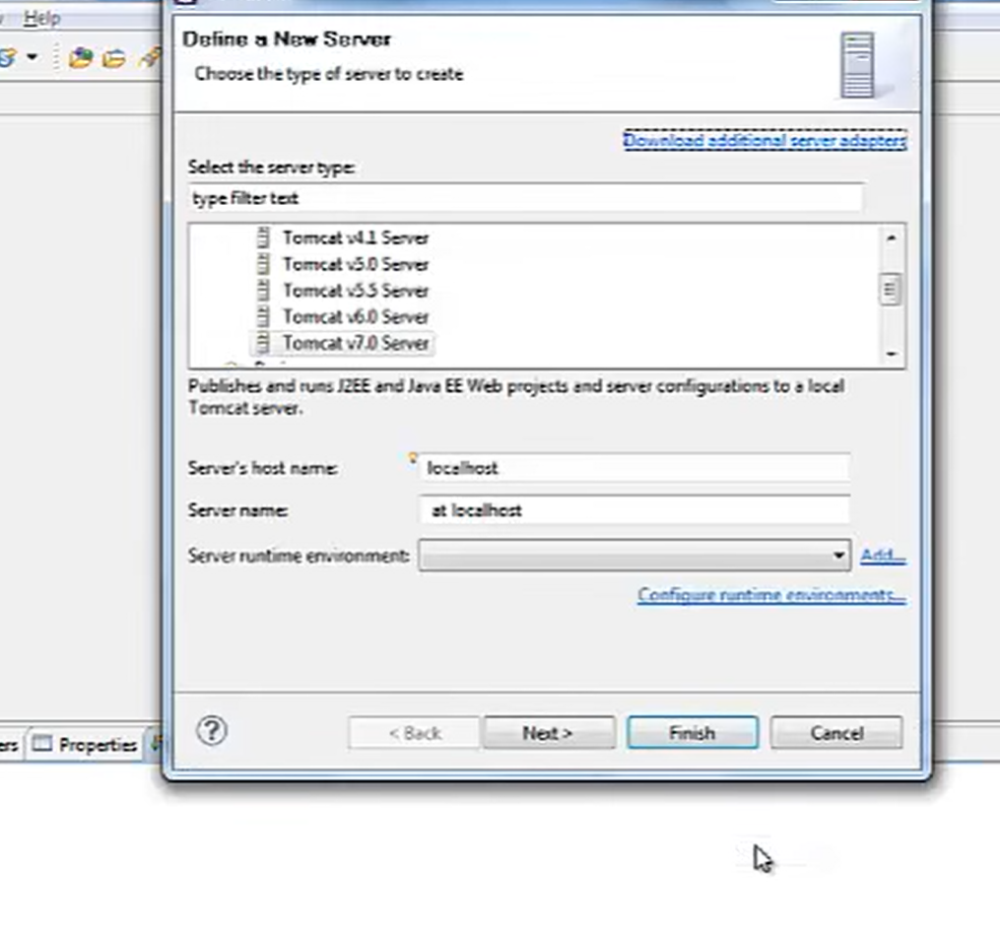 Help
Define a New Server
Choose the type of server to create
Download additional server adapters
Select the server type:
type filter text
Tomcat v4.1 Server
Tomcat v5.0 Server
Tomcat v5.5 Server
Tomcat v6.0 Server
Tomcat v7.0 Server
Publishes and runs J2EE and Java EE Web projects and server configurations to a local
Tomcat server.
Server's host name: localhost
Server name: at localhost
Server runtime environment: Add...
Configure runtime environments...
? < Back Next > Finish Cancel
ers Properties